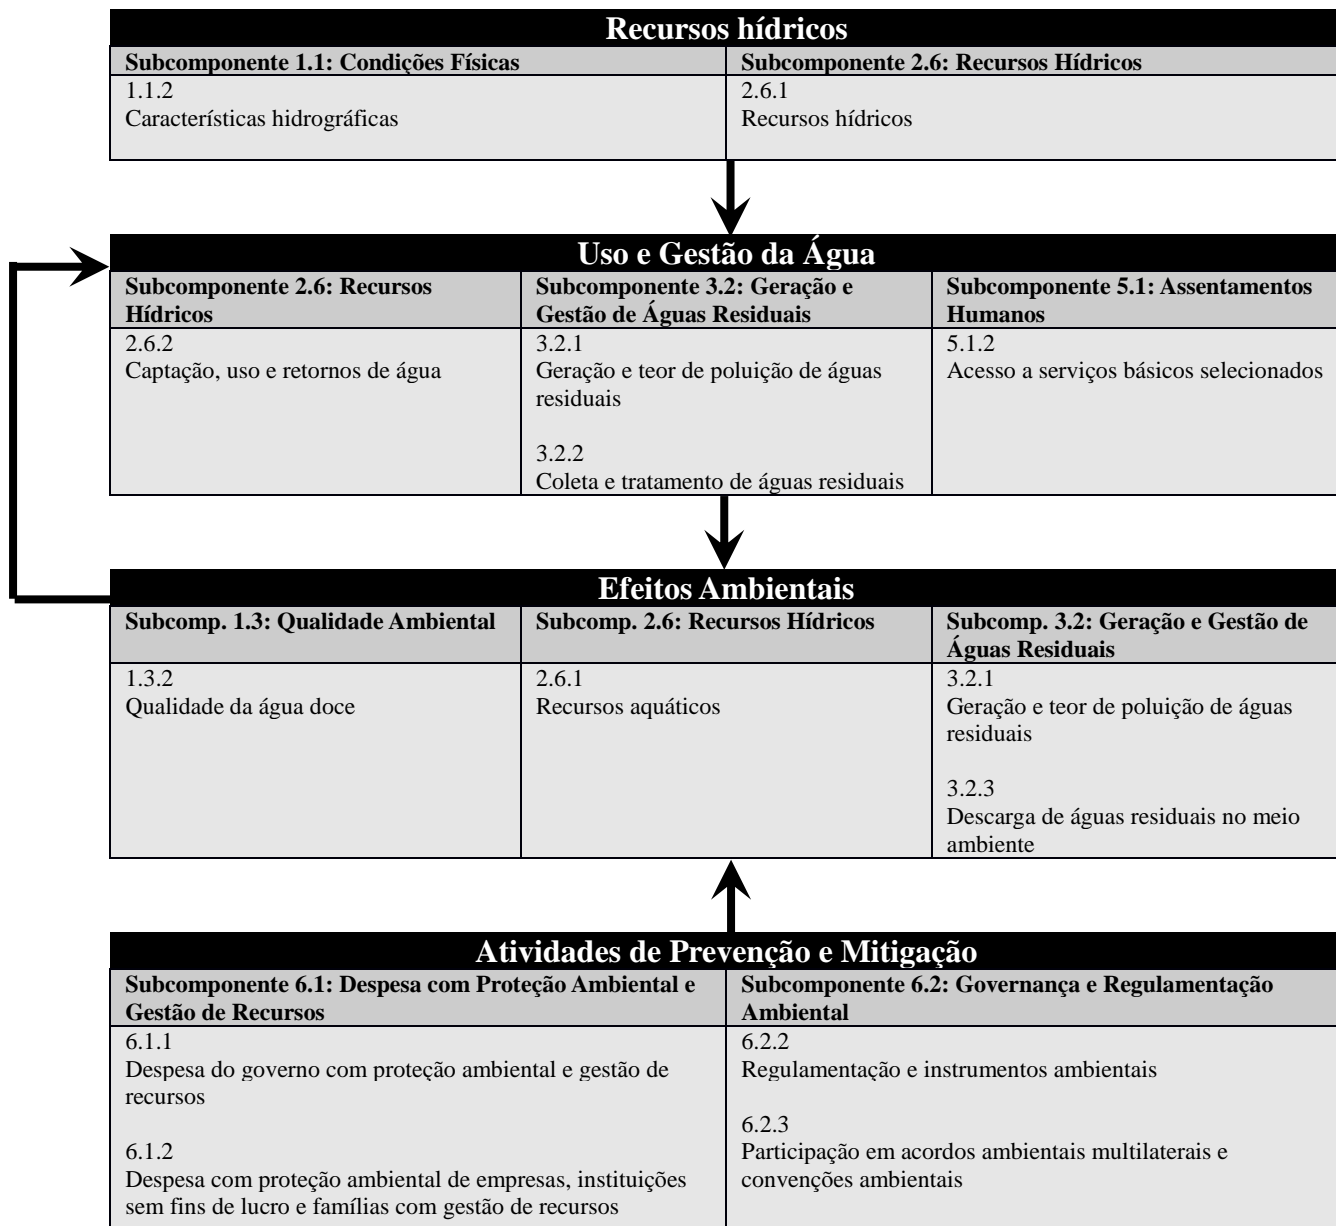 Recursos hídricos
Subcomponente 1.1: Condições Físicas
1.1.2
Características hidrográficas
Subcomponente 2.6: Recursos Hídricos
2.6.1
Recursos hídricos
Uso e Gestão da Água
Subcomponente 2.6: Recursos
Hídricos
2.6.2
Captação, uso e retornos de água
Subcomponente 3.2: Geração e
Gestão de Águas Residuais
3.2.1
Geração e teor de poluição de águas
residuais
3.2.2
Coleta e tratamento de águas residuais
Subcomponente 5.1: Assentamentos
Humanos
5.1.2
Acesso a serviços básicos selecionados
Efeitos Ambientais
Subcomp. 1.3: Qualidade Ambiental
1.3.2
Qualidade da água doce
Subcomp. 2.6: Recursos Hídricos
2.6.1
Recursos aquáticos
Subcomp. 3.2: Geração e Gestão de
Águas Residuais
3.2.1
Geração e teor de poluição de águas
residuais
3.2.3
Descarga de águas residuais no meio
ambiente
Atividades de Prevenção e Mitigação
Subcomponente 6.1: Despesa com Proteção Ambiental e
Gestão de Recursos
6.1.1
Despesa do governo com proteção ambiental e gestão de
recursos
6.1.2
Despesa com proteção ambiental de empresas, instituições
sem fins de lucro e famílias com gestão de recursos
Subcomponente 6.2: Governança e Regulamentação
Ambiental
6.2.2
Regulamentação e instrumentos ambientais
6.2.3
Participação em acordos ambientais multilaterais e
convenções ambientais